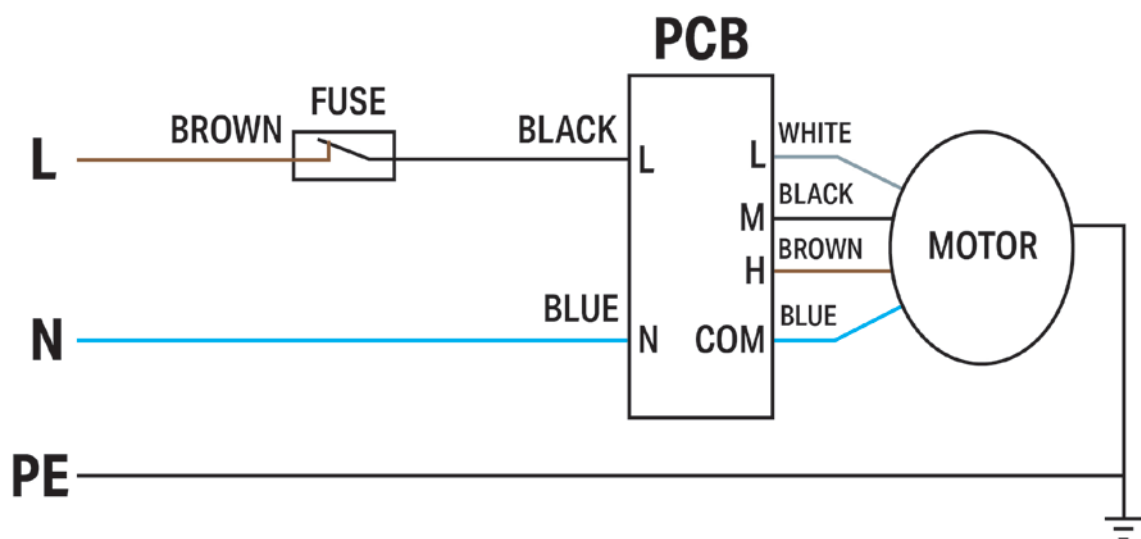 PCB
FUSE
BROWN
BLACK
WHITE
L
L
L
BLACK
M
MOTOR
BROWN
H
BLUE
BLUE
N
N
COM
PE